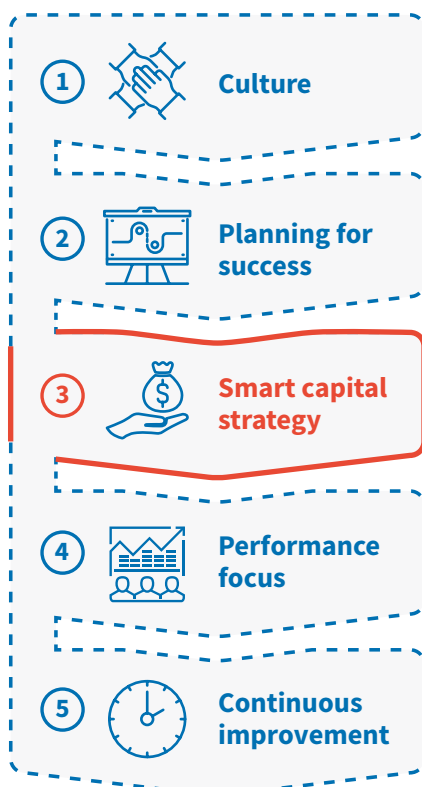 1
Culture
2
Planning for
success
3
$
Smart capital
strategy
4
Performance
focus
5
Continuous
improvement